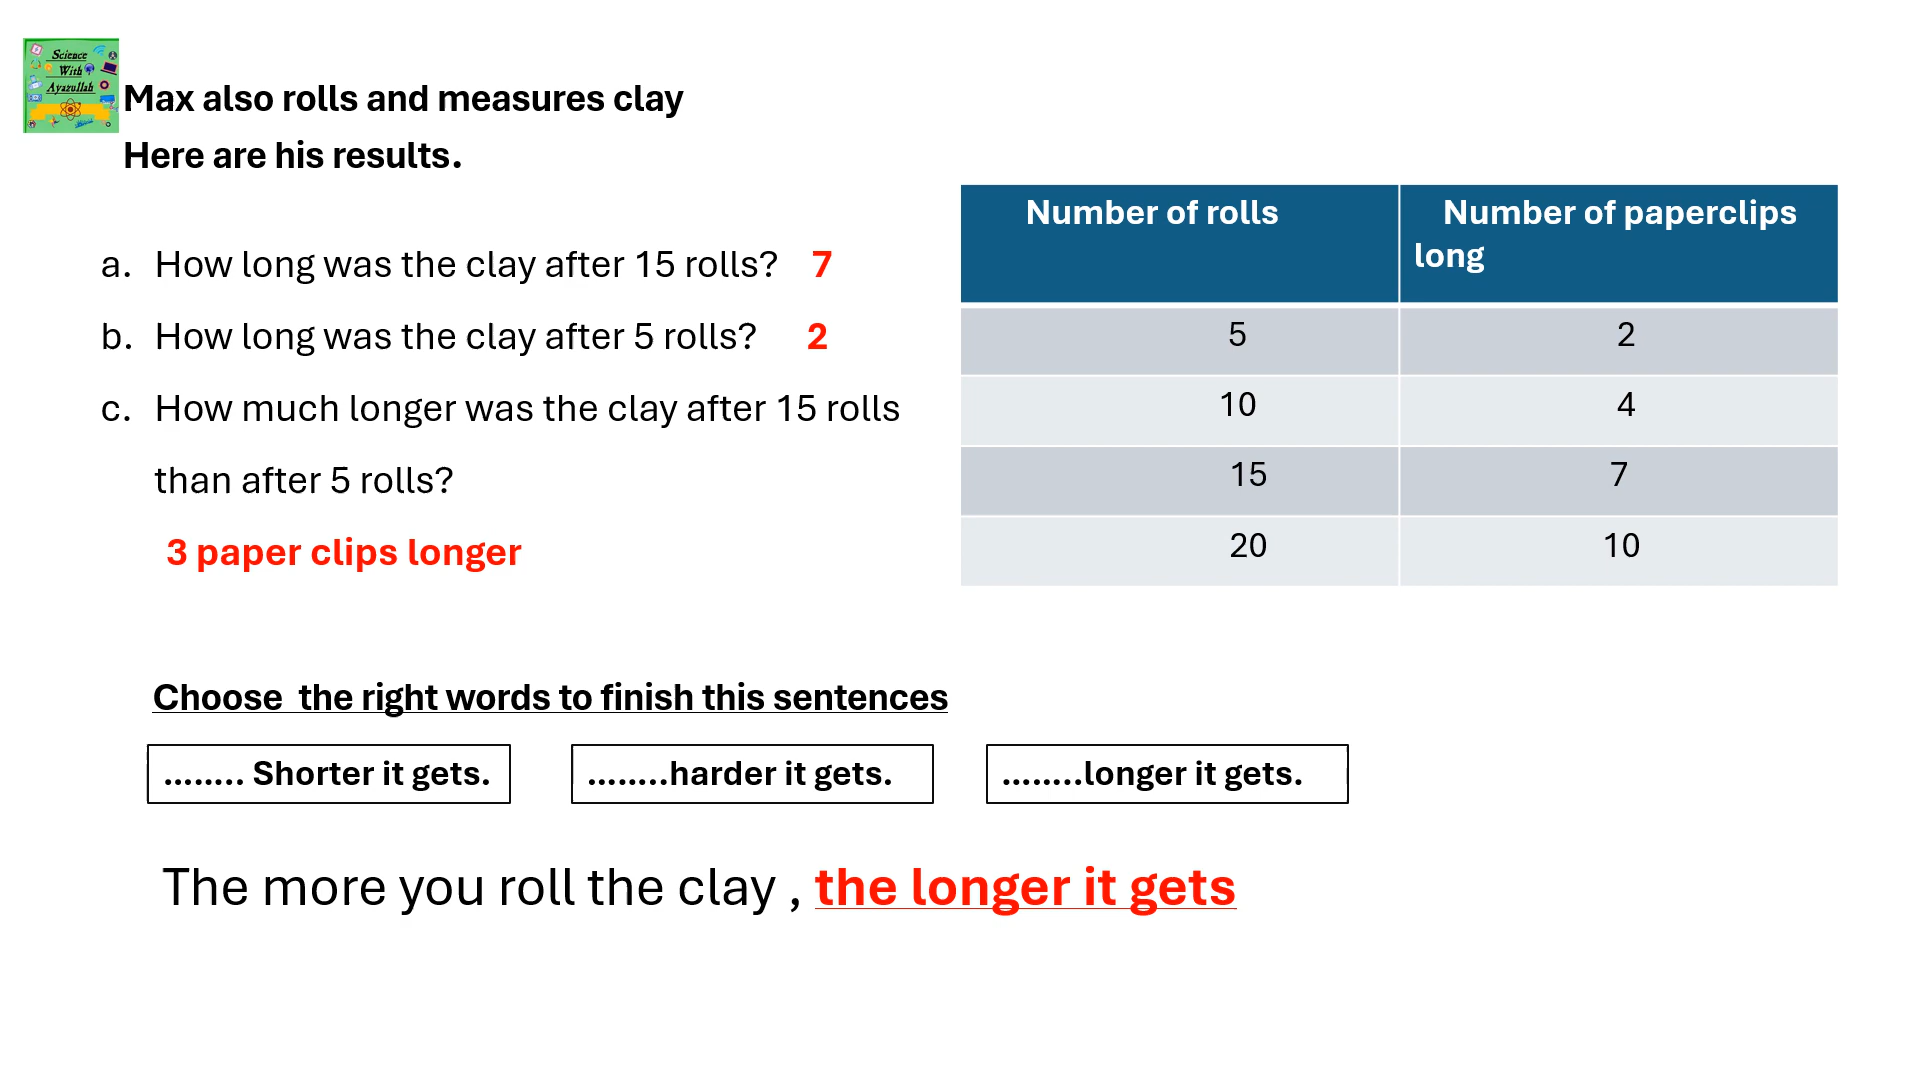 Science
With
Ayazullah
Max also rolls and measures clay
Here are his results.
a. How long was the clay after 15 rolls? 7
b. How long was the clay after 5 rolls? 2
c. How much longer was the clay after 15 rolls
than after 5 rolls?
3 paper clips longer
Number of rolls Number of paperclips
long
5 2
10 4
15 7
20 10
Choose the right words to finish this sentences
........ Shorter it gets. ........harder it gets. ........longer it gets.
The more you roll the clay , the longer it gets